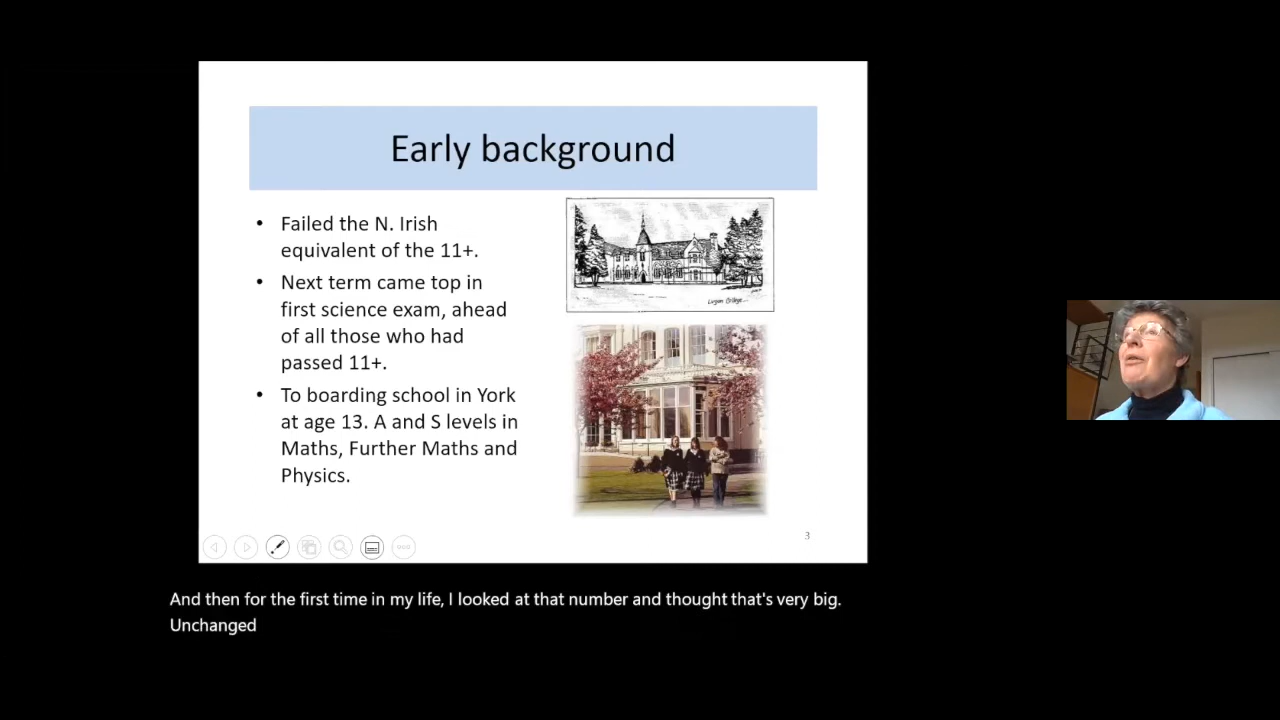 Early background
• Failed the N. Irish
equivalent of the 11+.
• Next term came top in
first science exam, ahead
of all those who had
passed 11+.
• To boarding school in York
at age 13. A and S levels in
Maths, Further Maths and
Physics.
Lurgan College
3
And then for the first time in my life, I looked at that number and thought that's very big.
Unchanged